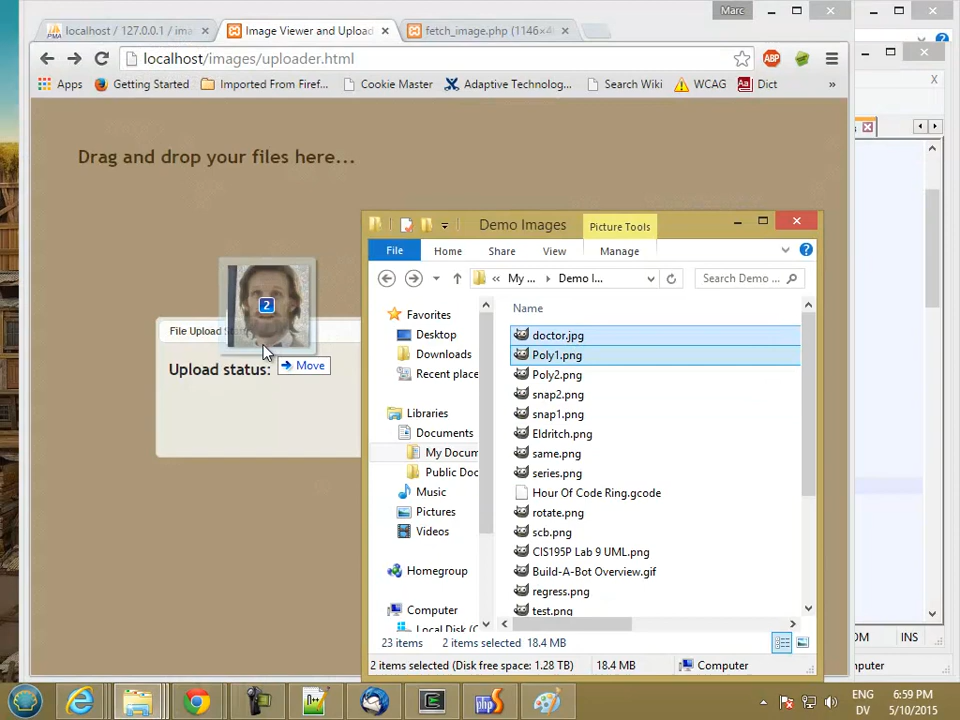 Marc
localhost / 127.0.0.1 / ima
Image Viewer and Upload
fetch_image.php (1146×4
localhost/images/uploader.html
ABP
Apps
Getting Started
Imported From Firef...
Cookie Master
Adaptive Technolog...
Search Wiki
WCAG
Dict
»
Drag and drop your files here...
Demo Images
Picture Tools
File
Home
Share
View
Manage
« My ... Demo I...
Search Demo ...
Favorites
Desktop
Downloads
Recent place
Libraries
Documents
My Docum
Public Doc
Music
Pictures
Videos
Homegroup
Computer
Local Disk (C
Name
doctor.jpg
Poly1.png
Poly2.png
snap2.png
snap1.png
Eldritch.png
same.png
series.png
Hour Of Code Ring.gcode
rotate.png
scb.png
CIS195P Lab 9 UML.png
Build-A-Bot Overview.gif
regress.png
test.png
2
File Upload
Move
Upload status:
23 items
2 items selected 18.4 MB
2 items selected (Disk free space: 1.28 TB)
18.4 MB
Computer
OM
INS
puter
ENG
DV
6:59 PM
5/10/2015